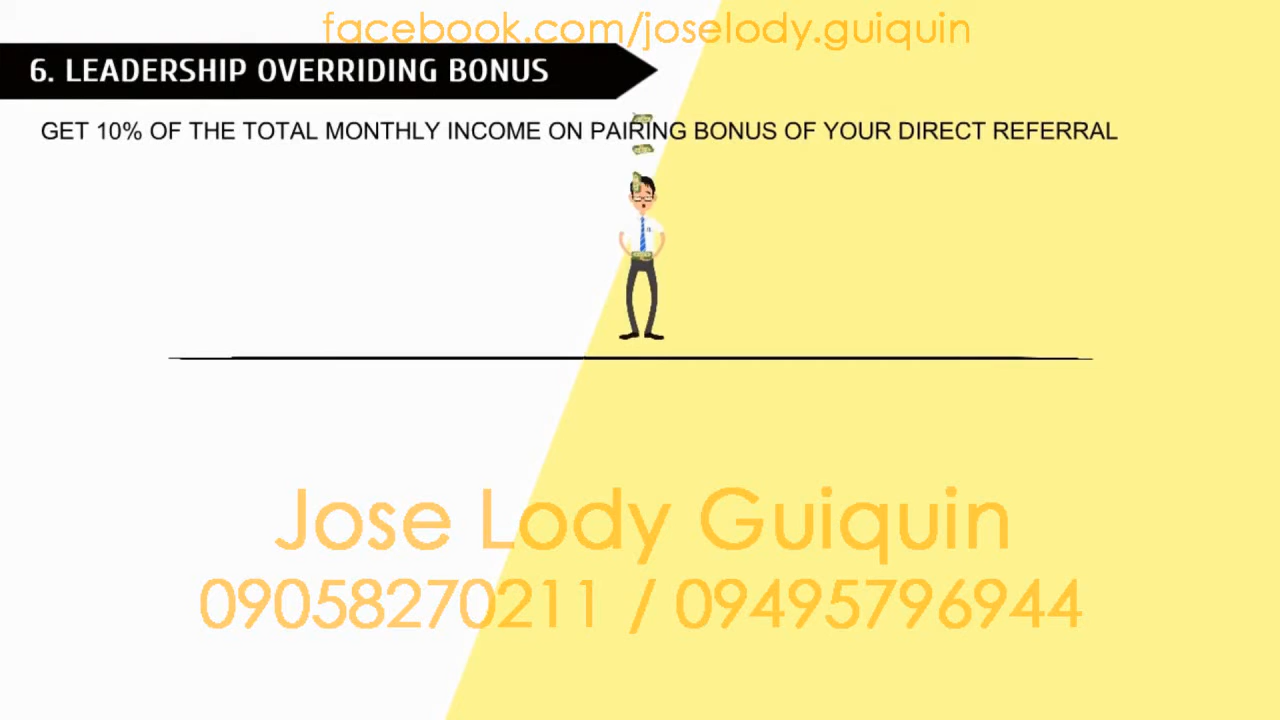 facebook.com/joselody.guiquin
6. LEADERSHIP OVERRIDING BONUS
GET 10% OF THE TOTAL MONTHLY INCOME ON PAIRING BONUS OF YOUR DIRECT REFERRAL
Jose Lody Guiquin
09058270211 / 09495796944